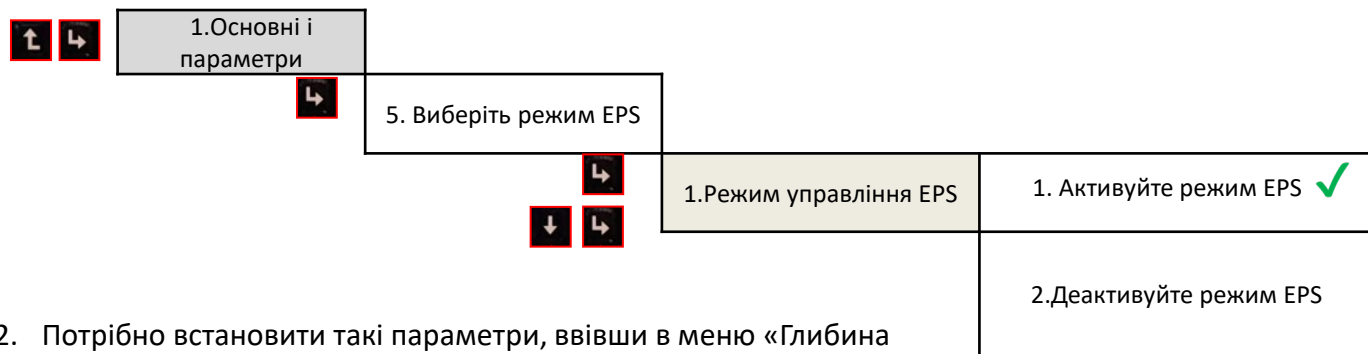 1.Основні і
параметри
5. Виберіть режим EPS
1.Режим управління EPS
1. Активуйте режим EPS
2.Деактивуйте режим EPS
2. Потрібно встановити такі параметри, ввівши в меню «Глибина